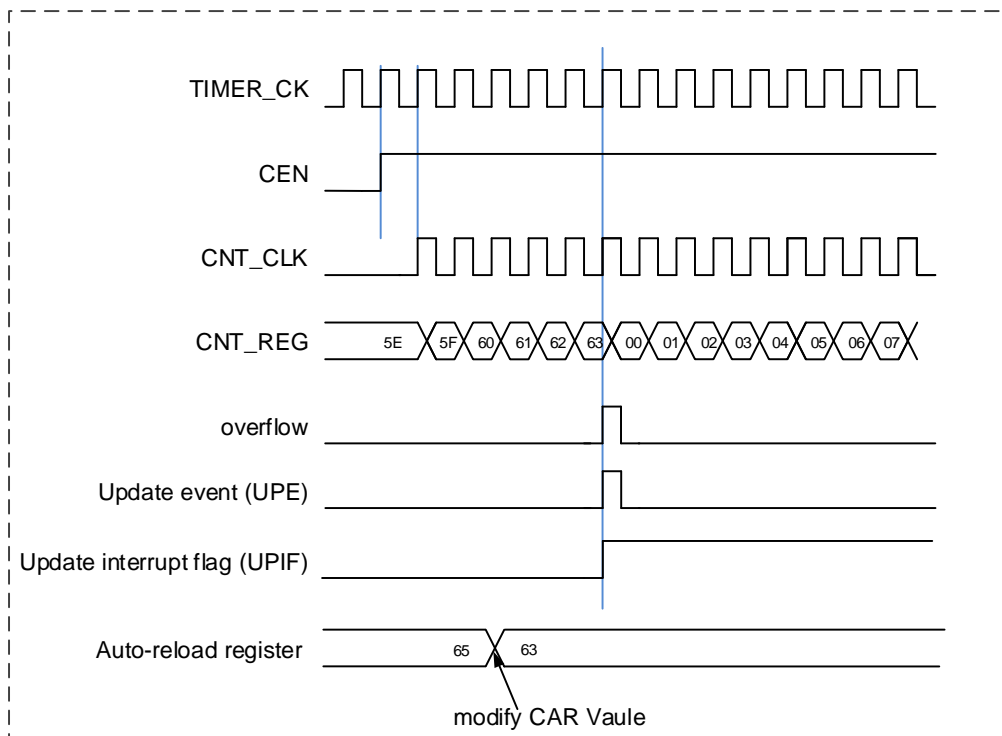 TIMER_CK
CEN
CNT_CLK
CNT_REG 5E 5F 60 61 62 63 00 01 02 03 04 05 06 07
overflow
Update event (UPE)
Update interrupt flag (UPIF)
Auto-reload register 65 63
modify CAR Vaule